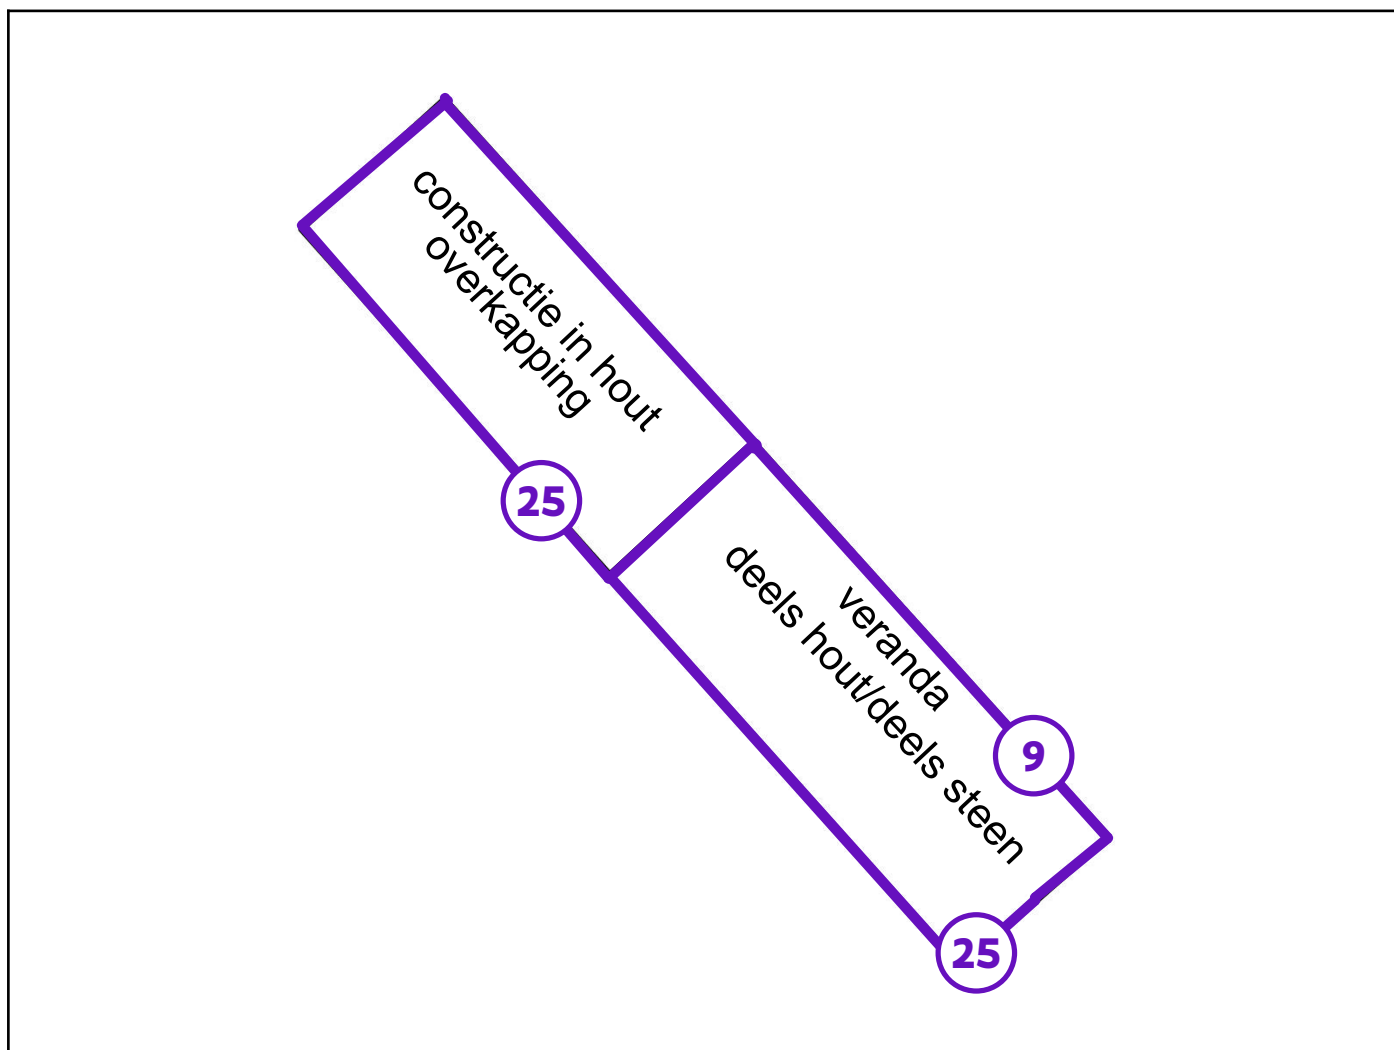 constructie in hout
overkapping
25
veranda
deels hout/deels steen
9
25